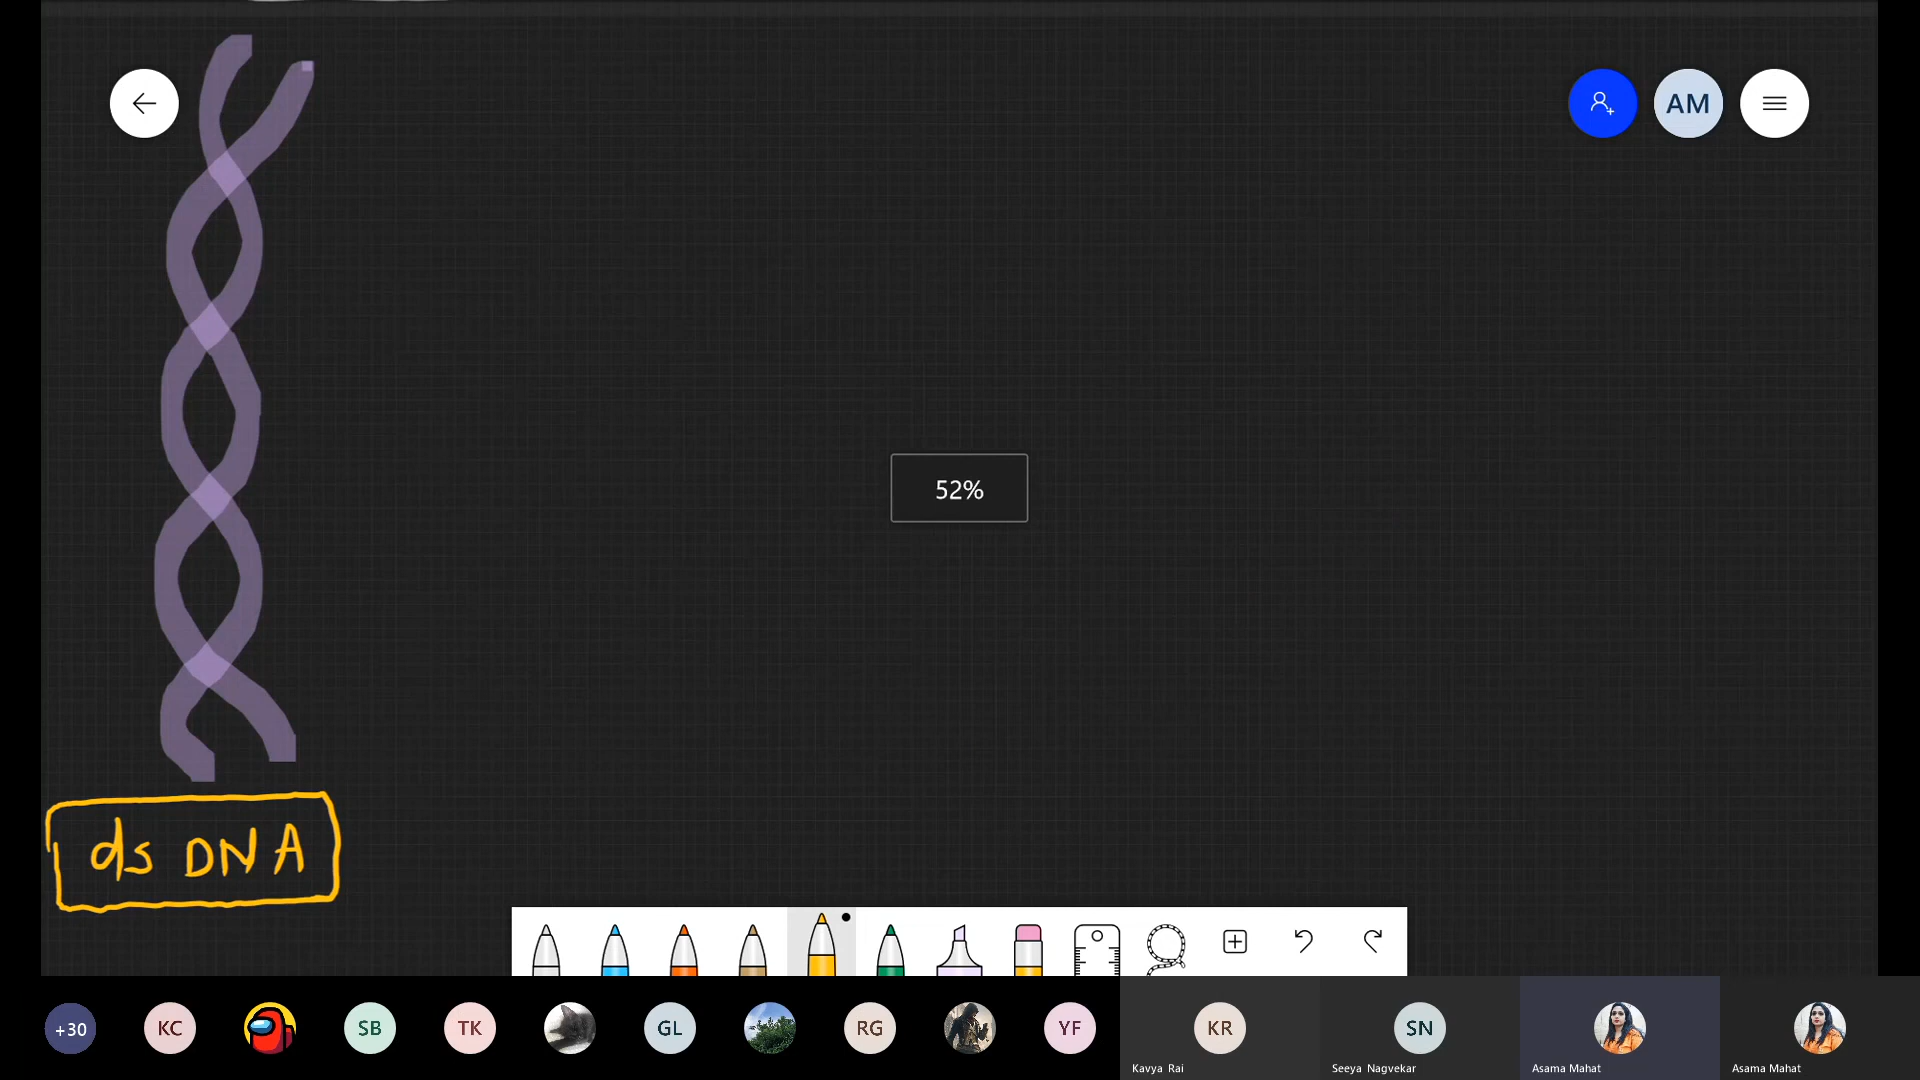 AM
52%
ds DNA
+30
KC
SB
TK
GL
RG
YF
KR
SN
Kavya Rai
Seeya Nagvekar
Asama Mahat
Asama Mahat